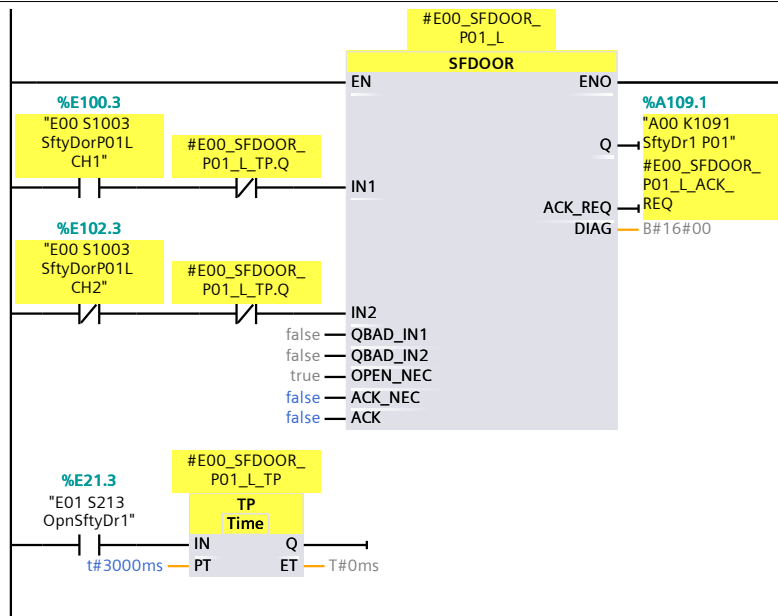 #E00_SFDOOR_
P01_L
SFDOOR
EN
ENO
%E100.3
"E00 S1003
SftyDorP01L
CH1"
#E00_SFDOOR_
P01_L_TP.Q
IN1
%A109.1
"A00 K1091
SftyDr1 P01"
Q
#E00_SFDOOR_
P01_L_ACK_
REQ
ACK_REQ
DIAG
B#16#00
%E102.3
"E00 S1003
SftyDorP01L
CH2"
#E00_SFDOOR_
P01_L_TP.Q
IN2
false
QBAD_IN1
false
QBAD_IN2
true
OPEN_NEC
false
ACK_NEC
false
ACK
#E00_SFDOOR_
P01_L_TP
%E21.3
"E01 S213
OpnSftyDr1"
TP
Time
IN
Q
t#3000ms
PT
ET
T#0ms